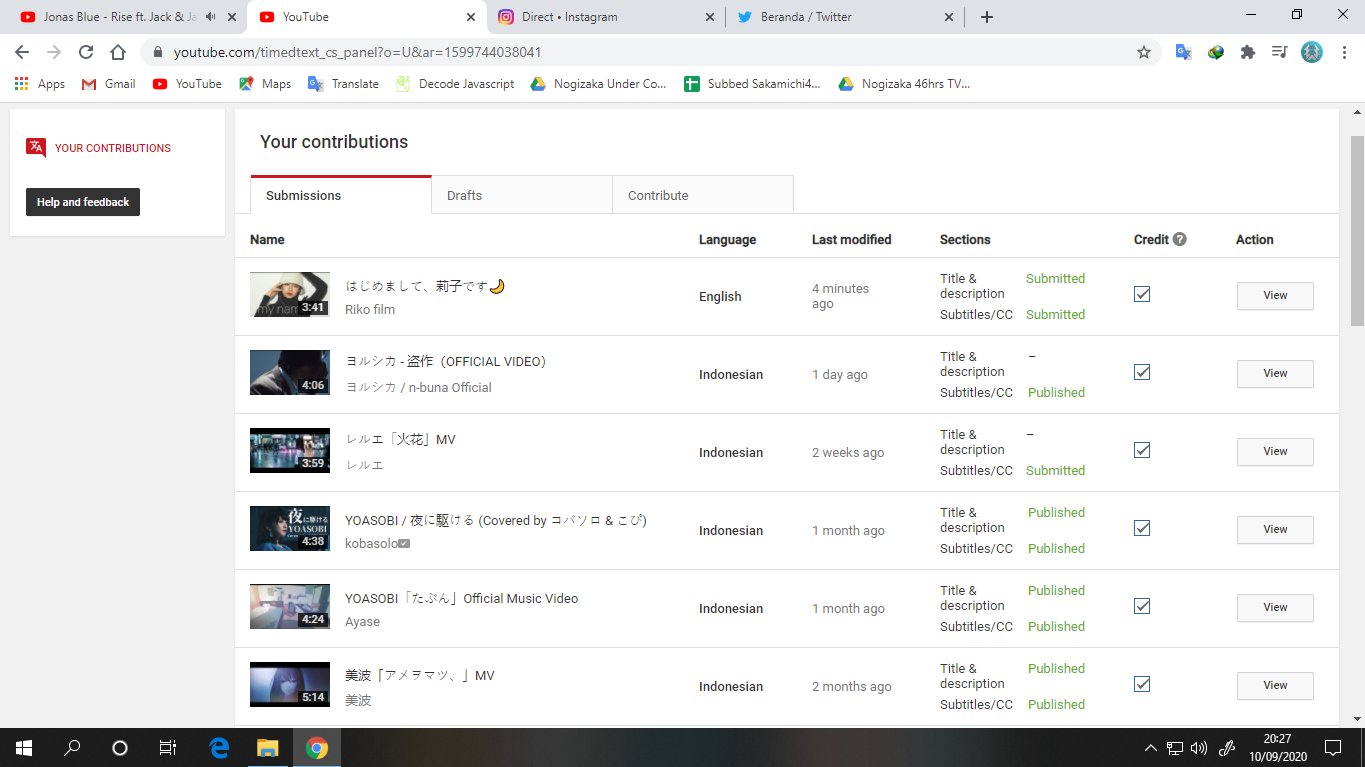 Jonas Blue - Rise ft. Jack & Ja
YouTube
Direct • Instagram
Beranda / Twitter
youtube.com/timedtext_cs_panel?o=U&ar=1599744038041
Apps
Gmail
YouTube
Maps
Translate
Decode Javascript
Nogizaka Under Co...
Subbed Sakamichi4...
Nogizaka 46hrs TV...
YOUR CONTRIBUTIONS
Help and feedback
Your contributions
Submissions
Drafts
Contribute
Name
Language
Last modified
Sections
Credit ?
Action
my nam
3:41
はじめまして、莉子です🌙
Riko film
English
4 minutes
ago
Title &
description
Submitted
Subtitles/CC
Submitted
View
4:06
ヨルシカ - 盗作（OFFICIAL VIDEO）
ヨルシカ / n-buna Official
Indonesian
1 day ago
Title &
description
–
Subtitles/CC
Published
View
3:59
レルエ「火花」MV
レルエ
Indonesian
2 weeks ago
Title &
description
–
Subtitles/CC
Submitted
View
夜に駆ける
YOASOBI
4:38
YOASOBI / 夜に駆ける (Covered by コバソロ & こぴ)
kobasolo
Indonesian
1 month ago
Title &
description
Published
Subtitles/CC
Published
View
4:24
YOASOBI「たぶん」Official Music Video
Ayase
Indonesian
1 month ago
Title &
description
Published
Subtitles/CC
Published
View
5:14
美波「アメヲマツ、」MV
美波
Indonesian
2 months ago
Title &
description
Published
Subtitles/CC
Published
View
20:27
10/09/2020